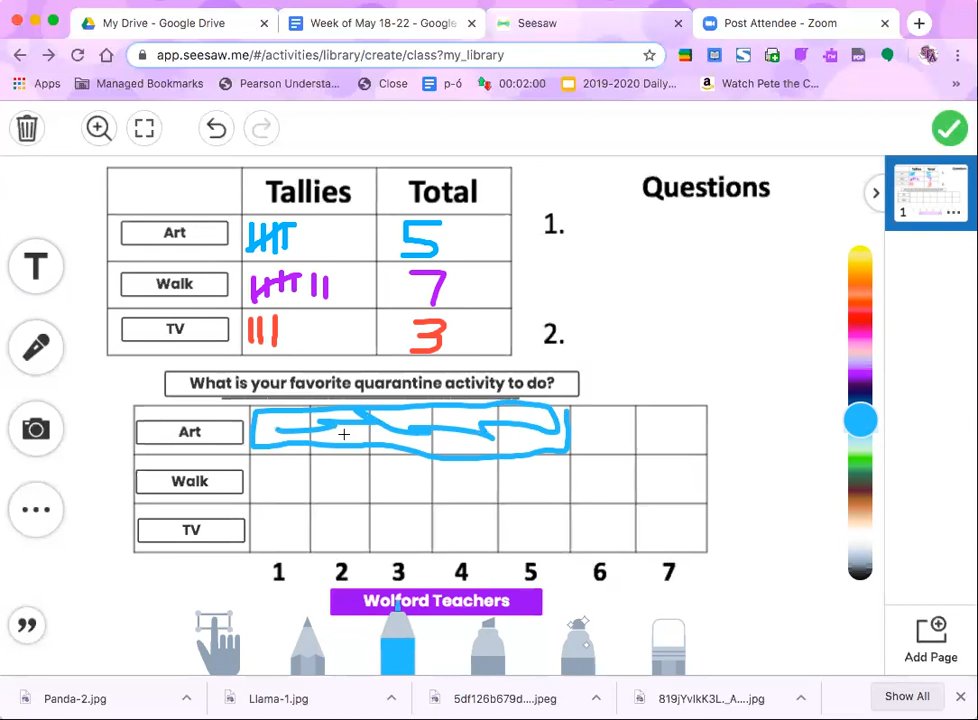 My Drive - Google Drive
Week of May 18-22 - Google
Seesaw
Post Attendee - Zoom
app.seesaw.me/#/activities/library/create/class?my_library
Apps
Managed Bookmarks
Pearson Understa...
Close
p-6
00:02:00
2019-2020 Daily...
Watch Pete the C...
»
Tallies Total
Questions
Art 5
Walk 7
TV 3
1.
2.
What is your favorite quarantine activity to do?
Art
Walk
TV
1 2 3 4 5 6 7
Wolford Teachers
T
1
Add Page
Panda-2.jpg
Llama-1.jpg
5df126b679d....jpeg
819jYvIkK3L._A....jpg
Show All